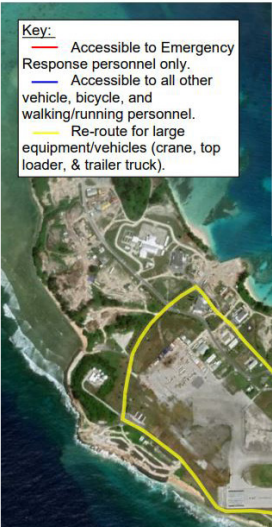 Key:
Accessible to Emergency
Response personnel only.
Accessible to all other
vehicle, bicycle, and
walking/running personnel.
Re-route for large
equipment/vehicles (crane, top
loader, & trailer truck).